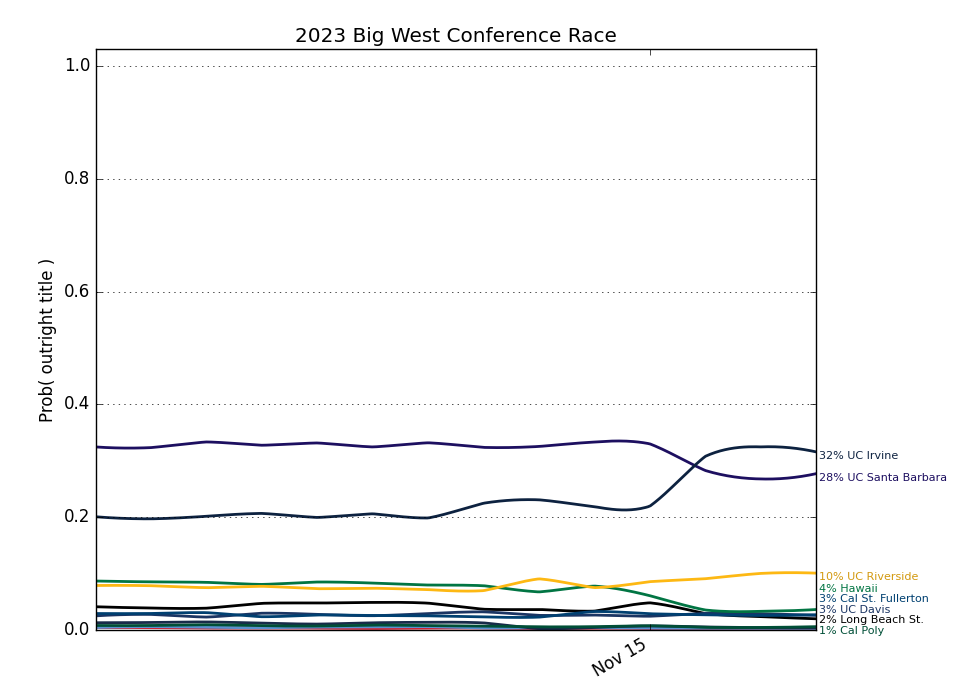 2023 Big West Conference Race
1.0
0.8
0.6
0.4
0.2
0.0
Prob( outright title )
Nov 15
32% UC Irvine
28% UC Santa Barbara
10% UC Riverside
4% Hawaii
3% Cal St. Fullerton
3% UC Davis
2% Long Beach St.
1% Cal Poly